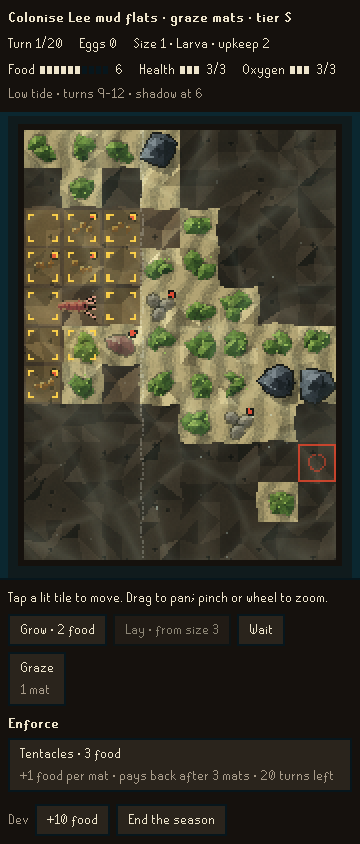 Colonise Lee mud flats · graze mats · tier S
Turn 1/20 Eggs 0 Size 1 · Larva · upkeep 2
Food 6 Health 3/3 Oxygen 3/3
Low tide · turns 9–12 · shadow at 6
Tap a lit tile to move. Drag to pan; pinch or wheel to zoom.
Grow · 2 food Lay · from size 3 Wait
Graze
1 mat
Enforce
Tentacles · 3 food
+1 food per mat · pays back after 3 mats · 20 turns left
Dev +10 food End the season